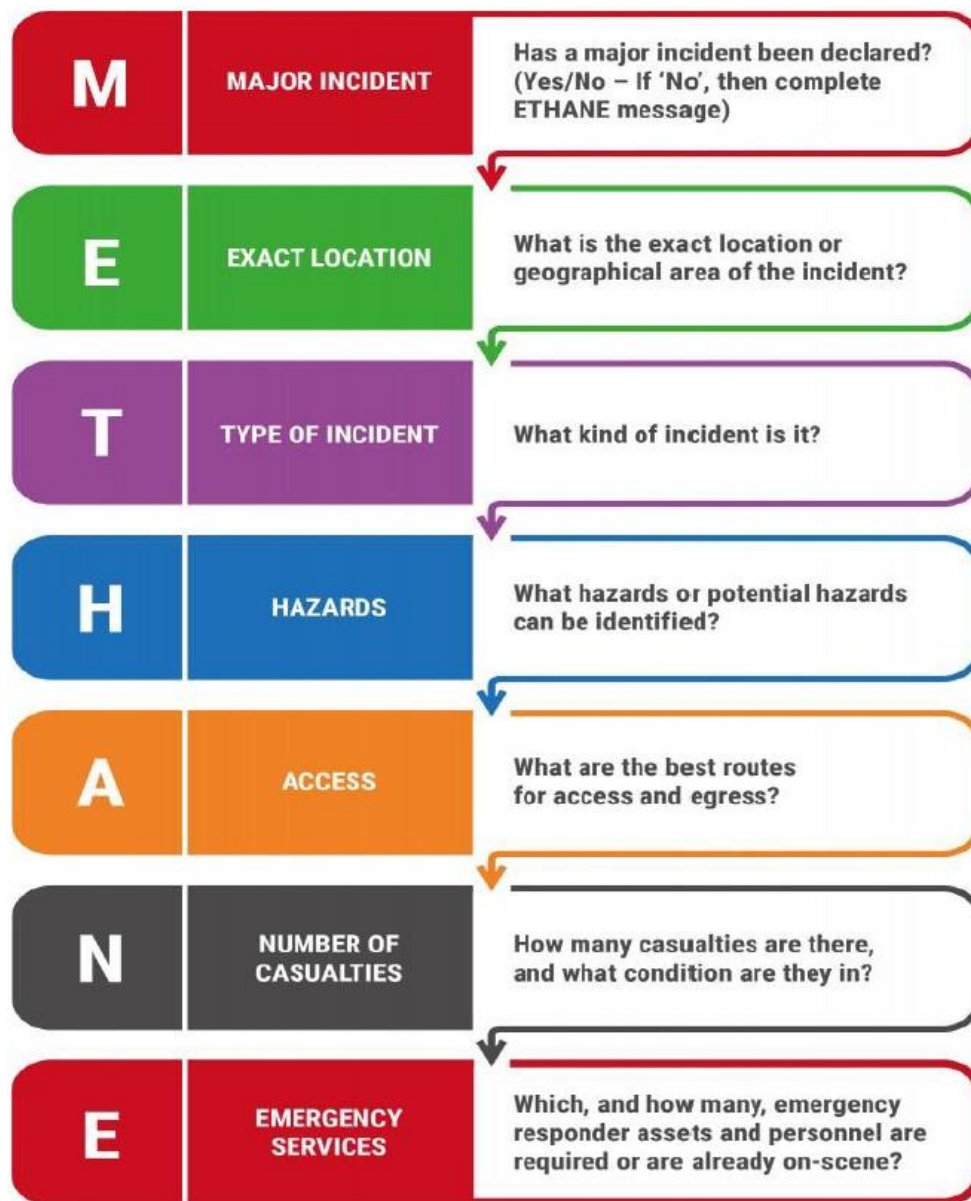 M
MAJOR INCIDENT
Has a major incident been declared?
(Yes/No – If ‘No’, then complete
ETHANE message)
E
EXACT LOCATION
What is the exact location or
geographical area of the incident?
T
TYPE OF INCIDENT
What kind of incident is it?
H
HAZARDS
What hazards or potential hazards
can be identified?
A
ACCESS
What are the best routes
for access and egress?
N
NUMBER OF
CASUALTIES
How many casualties are there,
and what condition are they in?
E
EMERGENCY
SERVICES
Which, and how many, emergency
responder assets and personnel are
required or are already on-scene?